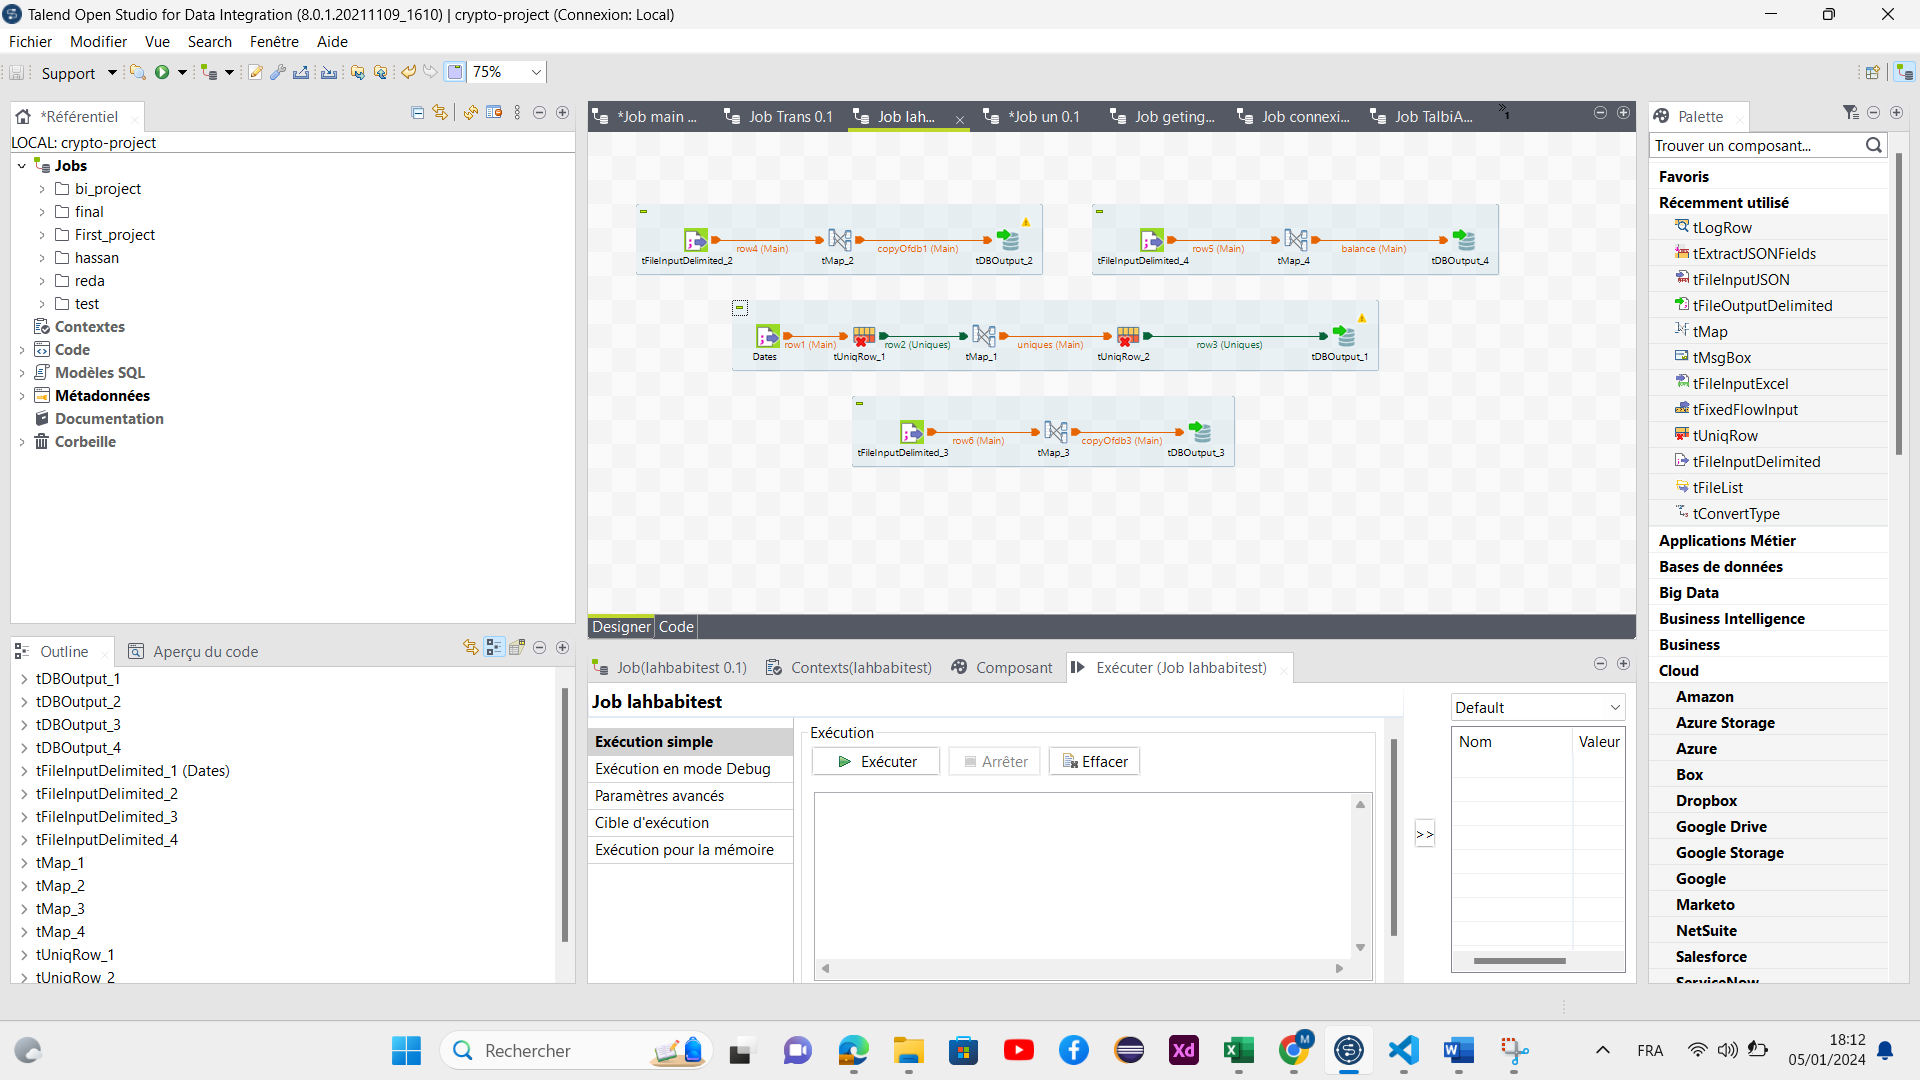 Talend Open Studio for Data Integration (8.0.1.20211109_1610) | crypto-project (Connexion: Local)
Fichier Modifier Vue Search Fenêtre Aide
Support 75%
*Référentiel
LOCAL: crypto-project
Jobs
bi_project
final
First_project
hassan
reda
test
Contextes
Code
Modèles SQL
Métadonnées
Documentation
Corbeille
*Job main ... Job Trans 0.1 Job lah... *Job un 0.1 Job geting... Job connexi... Job TalbiA... » 1
row4 (Main) copyOfdb1 (Main)
tFileInputDelimited_2 tMap_2 tDBOutput_2
row5 (Main) balance (Main)
tFileInputDelimited_4 tMap_4 tDBOutput_4
row1 (Main) row2 (Uniques) uniques (Main) row3 (Uniques)
Dates tUniqRow_1 tMap_1 tUniqRow_2 tDBOutput_1
row6 (Main) copyOfdb3 (Main)
tFileInputDelimited_3 tMap_3 tDBOutput_3
Designer Code
Palette
Trouver un composant...
Favoris
Récemment utilisé
tLogRow
tExtractJSONFields
tFileInputJSON
tFileOutputDelimited
tMap
tMsgBox
tFileInputExcel
tFixedFlowInput
tUniqRow
tFileInputDelimited
tFileList
tConvertType
Applications Métier
Bases de données
Big Data
Business Intelligence
Business
Cloud
Amazon
Azure Storage
Azure
Box
Dropbox
Google Drive
Google Storage
Google
Marketo
NetSuite
Salesforce
ServiceNow
Outline Aperçu du code
tDBOutput_1
tDBOutput_2
tDBOutput_3
tDBOutput_4
tFileInputDelimited_1 (Dates)
tFileInputDelimited_2
tFileInputDelimited_3
tFileInputDelimited_4
tMap_1
tMap_2
tMap_3
tMap_4
tUniqRow_1
tUniqRow_2
Job(lahbabitest 0.1) Contexts(lahbabitest) Composant Exécuter (Job lahbabitest)
Job lahbabitest
Exécution simple
Exécution en mode Debug
Paramètres avancés
Cible d'exécution
Exécution pour la mémoire
Exécution
Exécuter Arrêter Effacer
>>
Default
Nom Valeur
Rechercher
Xd
M
FRA
18:12
05/01/2024